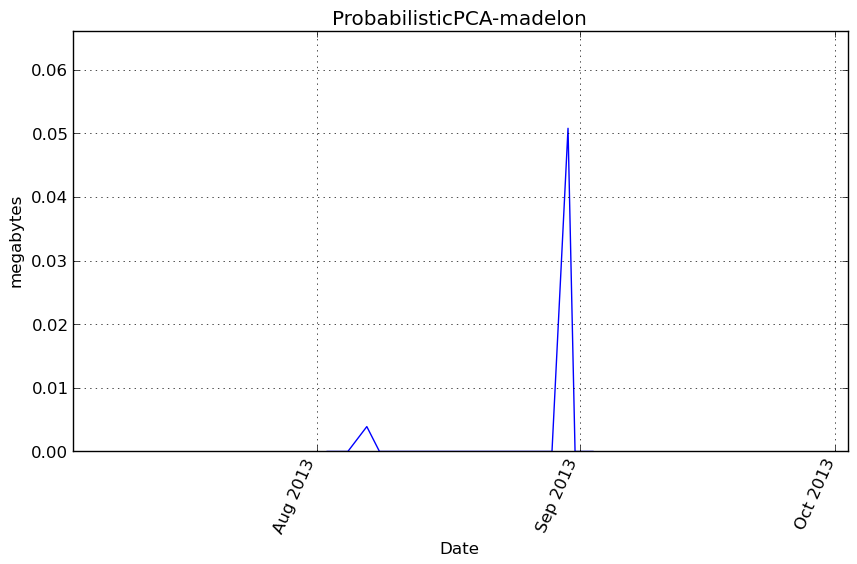 ProbabilisticPCA-madelon
0.06
0.05
0.04
0.03
0.02
0.01
0.00
megabytes
Aug 2013
Sep 2013
Oct 2013
Date